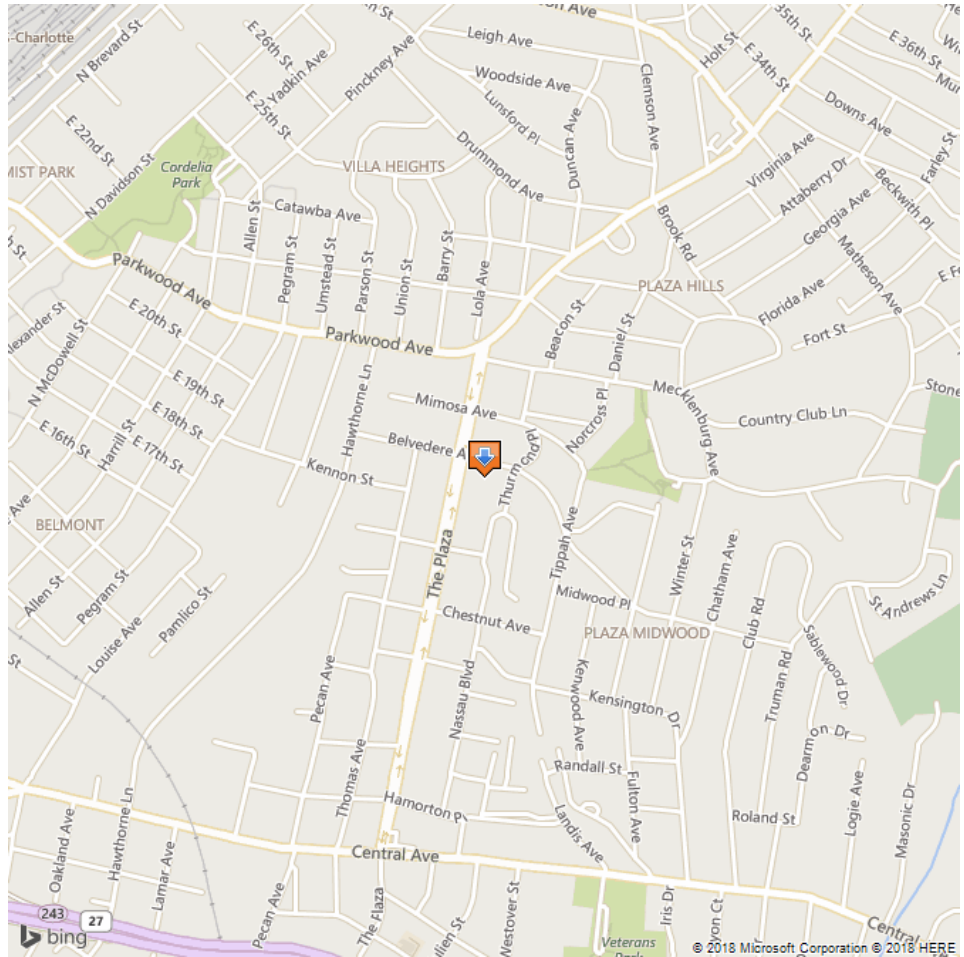 -Charlotte
N Brevard St
E 26th St
Yadkin Ave
Pinckney Ave
Leigh Ave
Woodside Ave
Lunsford Pl
Clemson Ave
Holt St
E 35th St
E 34th St
E 36th St
E 25th St
Duncan Ave
Downs Ave
E 22nd St
Cordelia
Park
VILLA HEIGHTS
Drummond Ave
Virginia Ave
Attaberry Dr
Farley St
MIST PARK
N Davidson St
Allen St
Catawba Ave
Beckwith Pl
Georgia Ave
Brook Rd
Matheson Ave
Parkwood Ave
Pegram St
Umstead St
Parson St
Union St
Barry St
Lola Ave
PLAZA HILLS
Florida Ave
Fort St
E 20th St
Alexander St
N McDowell St
Parkwood Ave
Beacon St
Daniel St
Mecklenburg Ave
Stone
E 19th St
E 18th St
E 17th St
E 16th St
Harrill St
Hawthorne Ln
Mimosa Ave
Belvedere A
Norcross Pl
Country Club Ln
Kennon St
Thurmond Pl
BELMONT
The Plaza
Tippah Ave
Winter St
Chatham Ave
Allen St
Pegram St
Louise Ave
Pamlico St
Chestnut Ave
Midwood Pl
PLAZA MIDWOOD
Club Rd
St Andrews Ln
Sablewood Dr
Truman Rd
Pecan Ave
Nassau Blvd
Kenwood Ave
Kensington Dr
Dearmon Dr
Thomas Ave
Randall St
Fulton Ave
Hamorton Pl
Landis Ave
Roland St
Logie Ave
Masonic Dr
Oakland Ave
Hawthorne Ln
Lamar Ave
Central Ave
Pecan Ave
The Plaza
Westover St
Iris Dr
Central
243
27
Veterans
Park
bing
© 2018 Microsoft Corporation © 2018 HERE